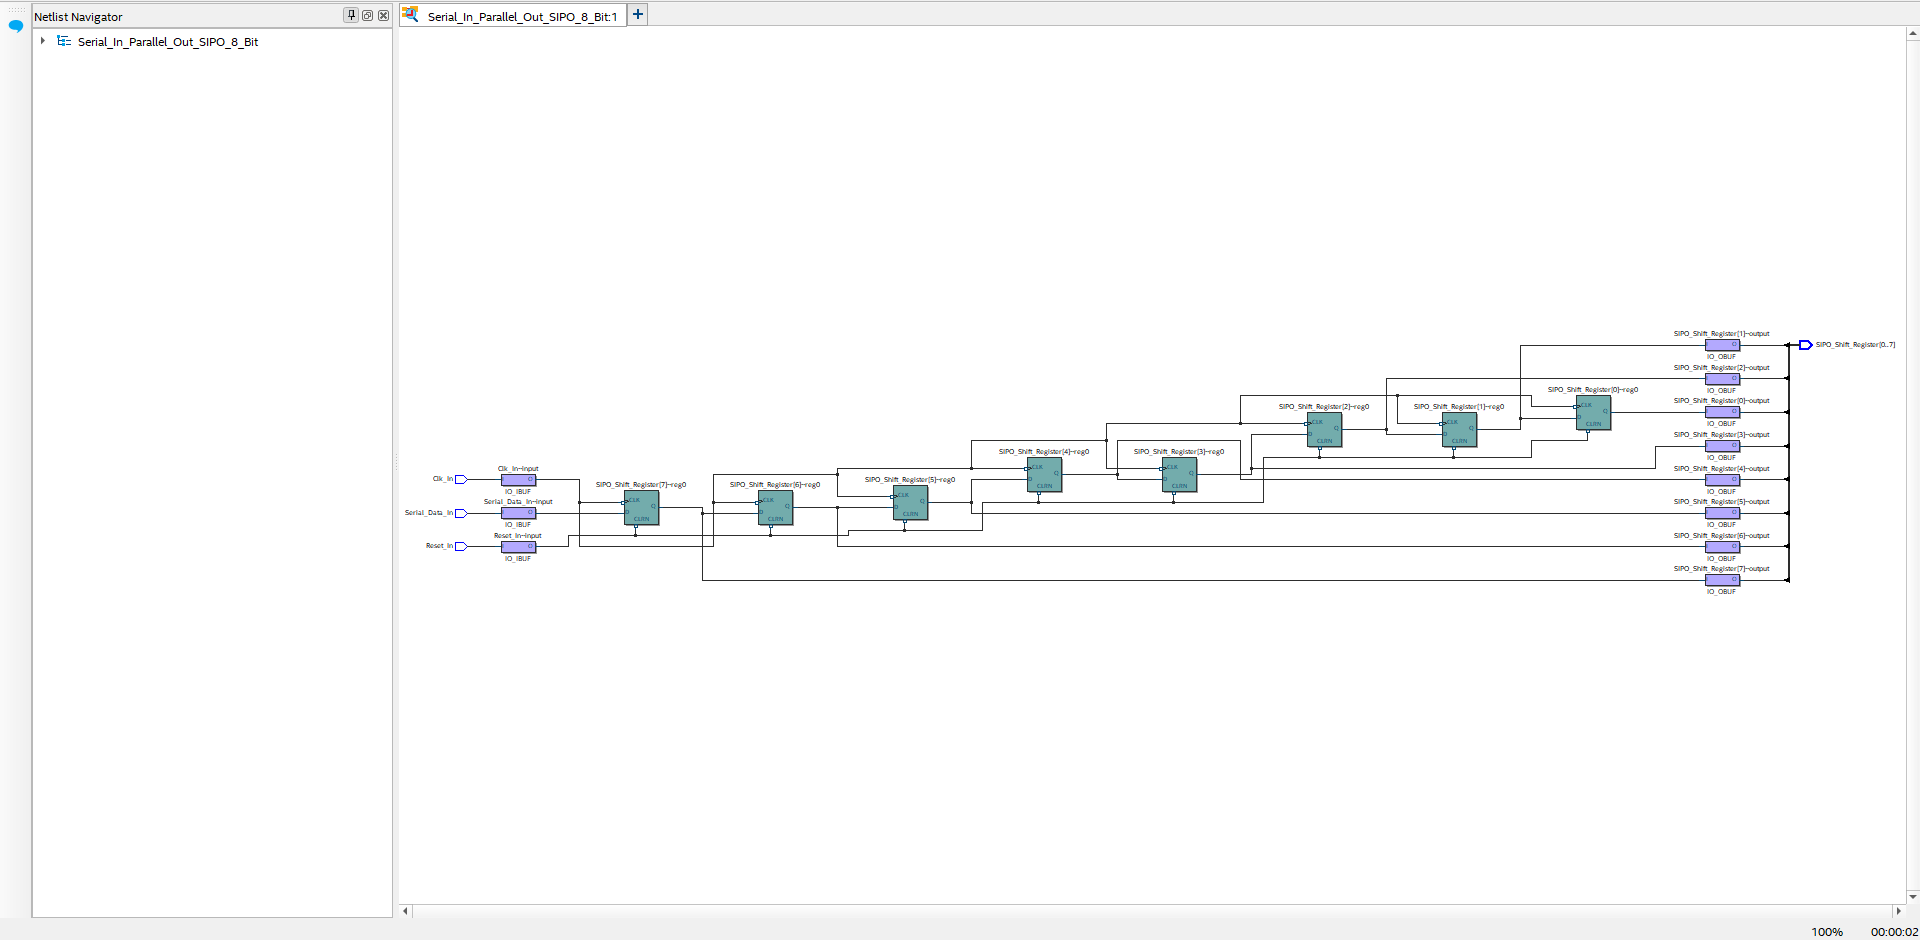 Netlist Navigator
Serial_In_Parallel_Out_SIPO_8_Bit:1
Serial_In_Parallel_Out_SIPO_8_Bit
SIPO_Shift_Register[1]~output
IO_OBUF
SIPO_Shift_Register[0..7]
SIPO_Shift_Register[2]~output
IO_OBUF
SIPO_Shift_Register[0]~output
IO_OBUF
SIPO_Shift_Register[3]~output
IO_OBUF
SIPO_Shift_Register[4]~output
IO_OBUF
SIPO_Shift_Register[5]~output
IO_OBUF
SIPO_Shift_Register[6]~output
IO_OBUF
SIPO_Shift_Register[7]~output
IO_OBUF
SIPO_Shift_Register[0]~reg0
CLK
D
Q
CLRN
SIPO_Shift_Register[2]~reg0
CLK
D
Q
CLRN
SIPO_Shift_Register[1]~reg0
CLK
D
Q
CLRN
SIPO_Shift_Register[4]~reg0
CLK
D
Q
CLRN
SIPO_Shift_Register[3]~reg0
CLK
D
Q
CLRN
SIPO_Shift_Register[5]~reg0
CLK
D
Q
CLRN
SIPO_Shift_Register[6]~reg0
CLK
D
Q
CLRN
SIPO_Shift_Register[7]~reg0
CLK
D
Q
CLRN
Clk_In~input
Clk_In
IO_IBUF
Serial_Data_In~input
Serial_Data_In
IO_IBUF
Reset_In~input
Reset_In
IO_IBUF
100%
00:00:02